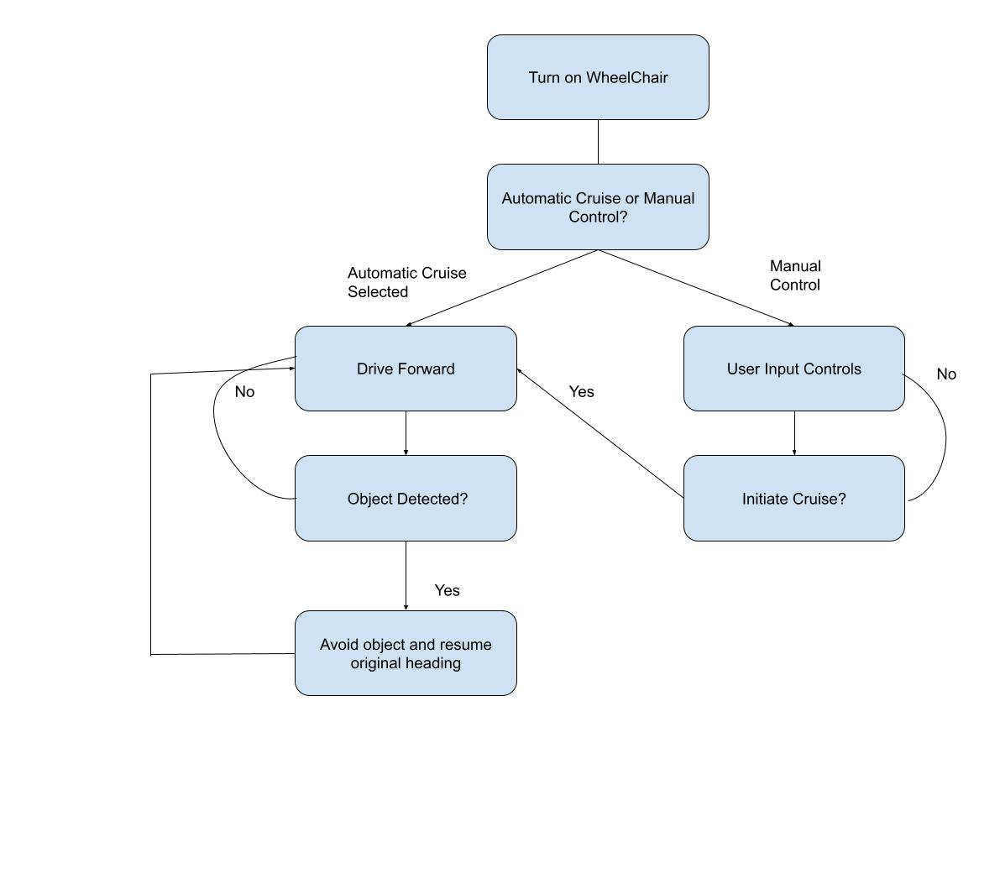 Turn on WheelChair
Automatic Cruise or Manual
Control?
Automatic Cruise
Selected
Manual
Control
Drive Forward
User Input Controls
No
No
Yes
Object Detected?
Initiate Cruise?
Yes
Avoid object and resume
original heading